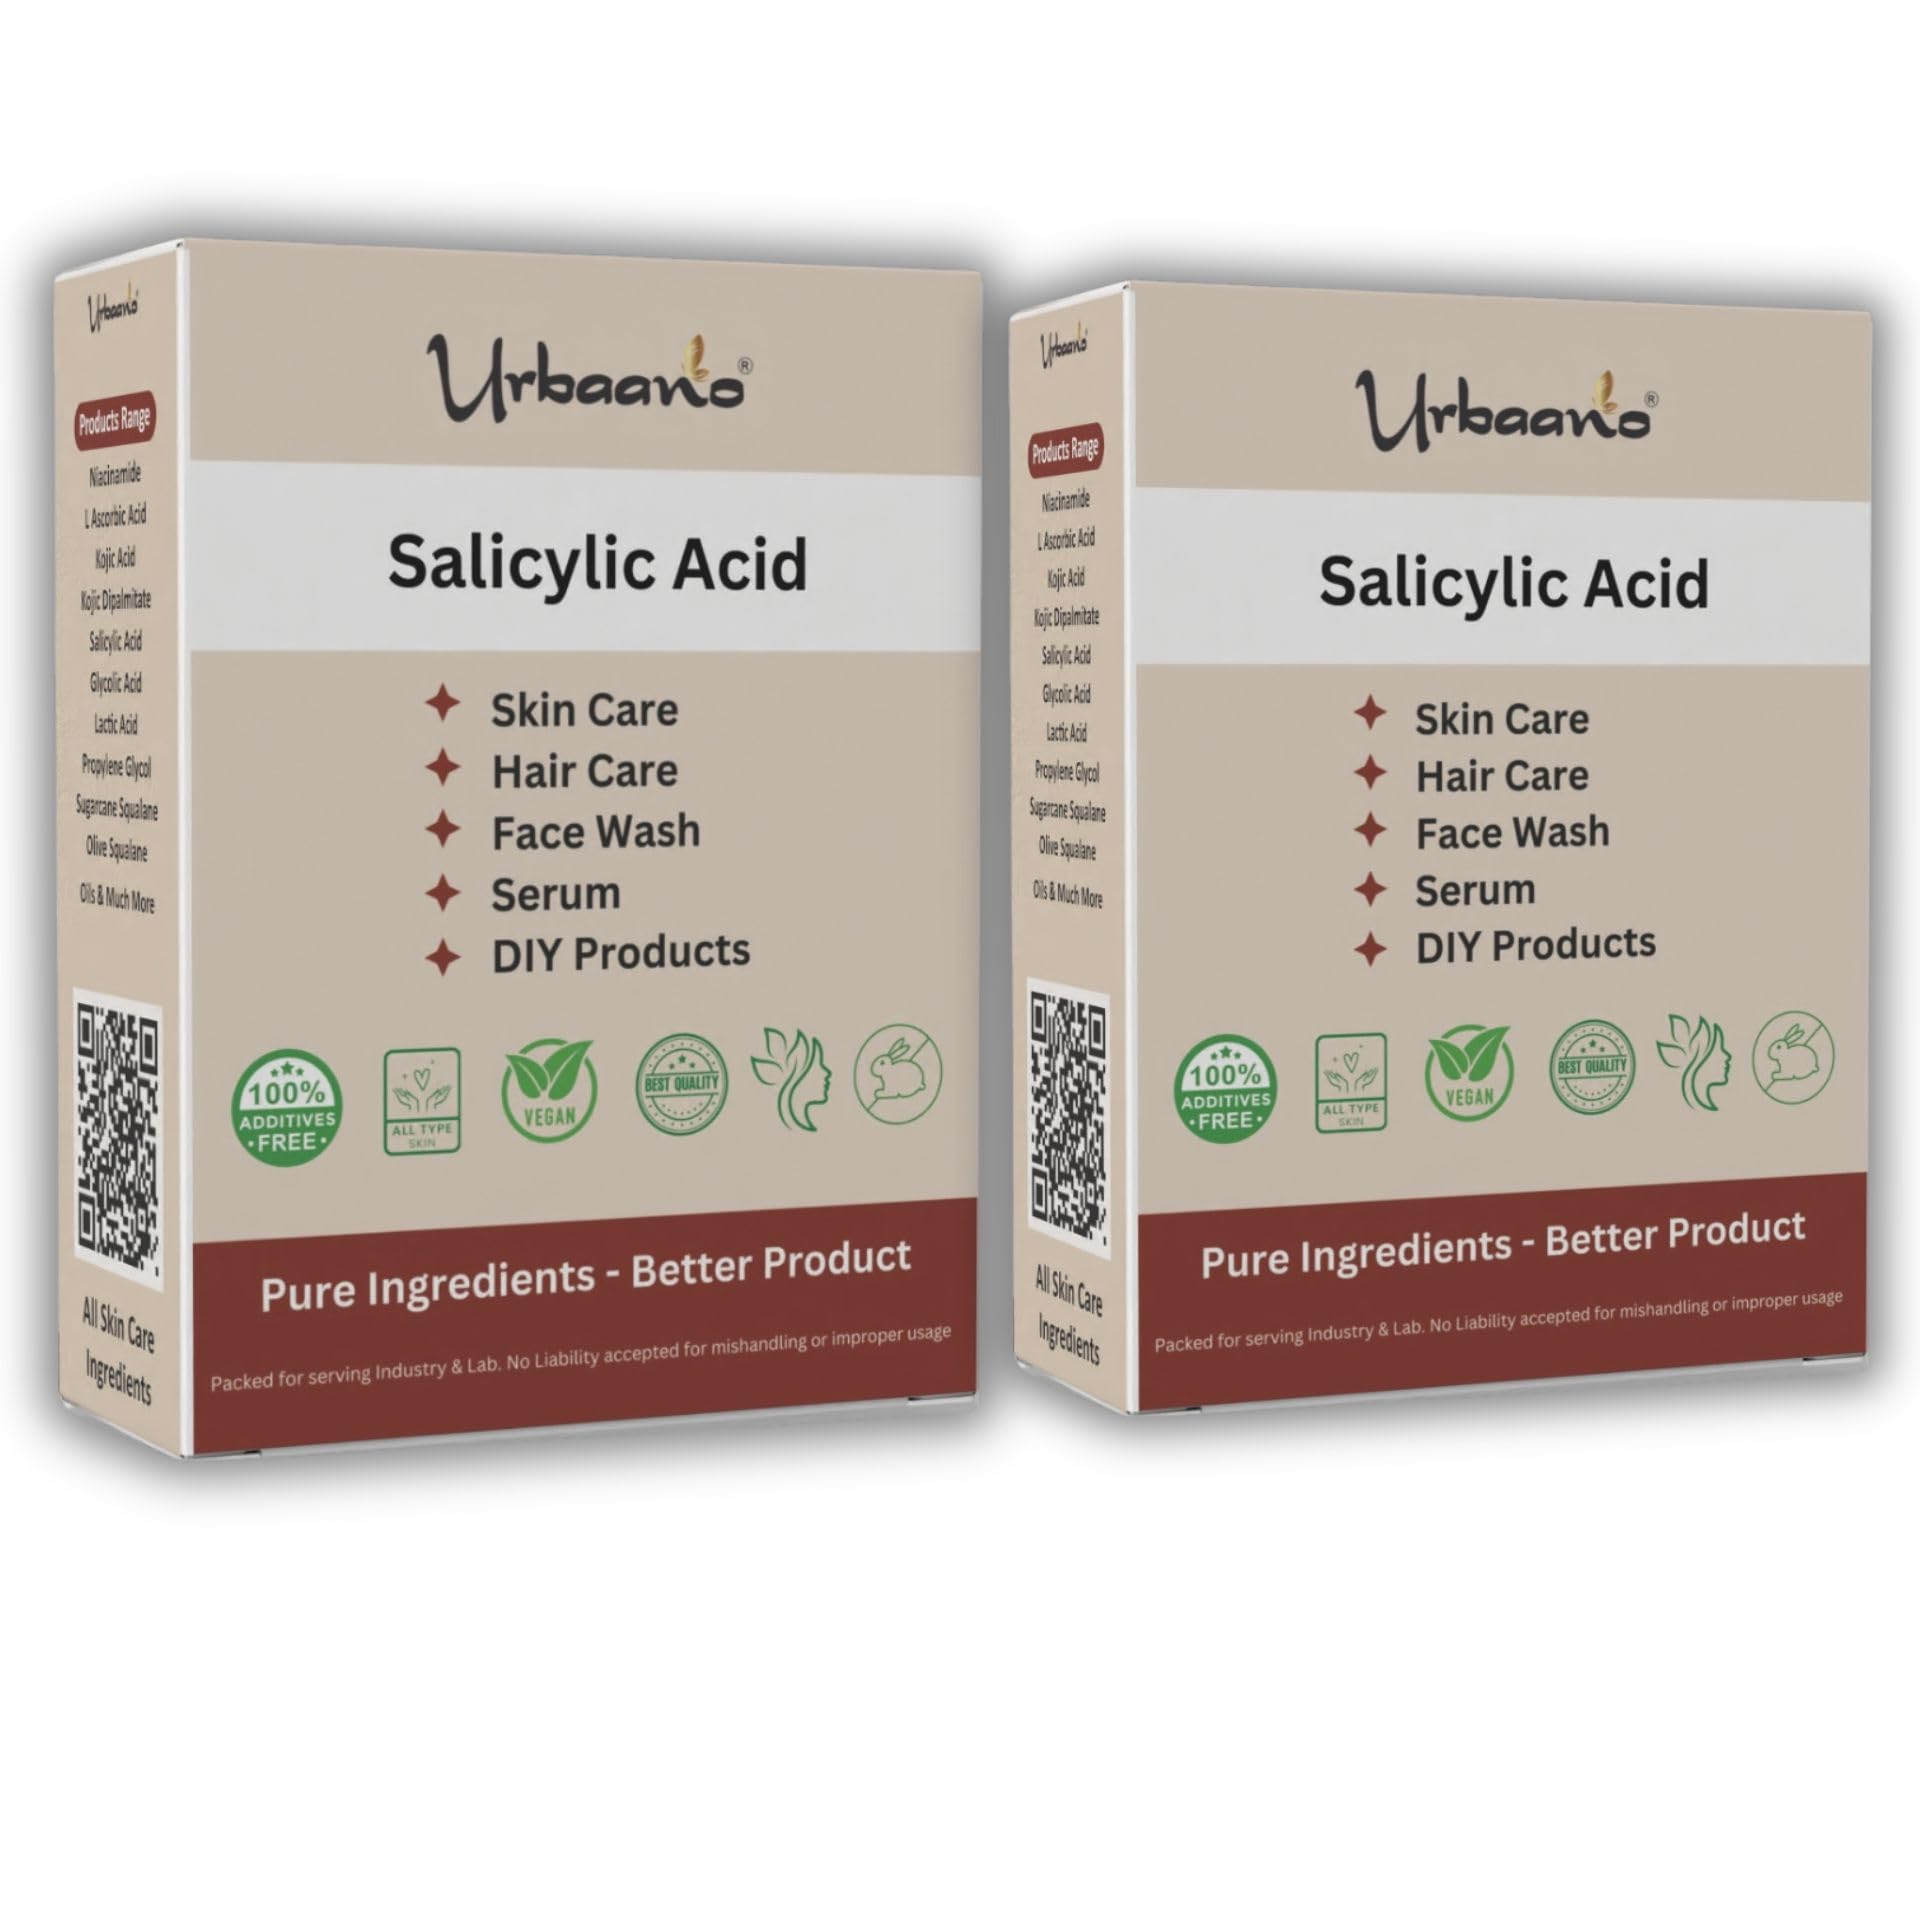 Urbaano
Products Range
Niacinamide
L Ascorbic Acid
Kojic Acid
Kojic Dipalmitate
Salicylic Acid
Glycolic Acid
Lactic Acid
Propylene Glycol
Sugarcane Squalane
Olive Squalane
Oils & Much More
All Skin Care
Ingredients
Urbaano®
Salicylic Acid
Skin Care
Hair Care
Face Wash
Serum
DIY Products
100%
ADDITIVES
•FREE•
ALL TYPE
SKIN
VEGAN
BEST QUALITY
Pure Ingredients - Better Product
Packed for serving Industry & Lab. No Liability accepted for mishandling or improper usage
Urbaano
Products Range
Niacinamide
L Ascorbic Acid
Kojic Acid
Kojic Dipalmitate
Salicylic Acid
Glycolic Acid
Lactic Acid
Propylene Glycol
Sugarcane Squalane
Olive Squalane
Oils & Much More
All Skin Care
Ingredients
Urbaano®
Salicylic Acid
Skin Care
Hair Care
Face Wash
Serum
DIY Products
100%
ADDITIVES
•FREE•
ALL TYPE
SKIN
VEGAN
BEST QUALITY
Pure Ingredients - Better Product
Packed for serving Industry & Lab. No Liability accepted for mishandling or improper usage